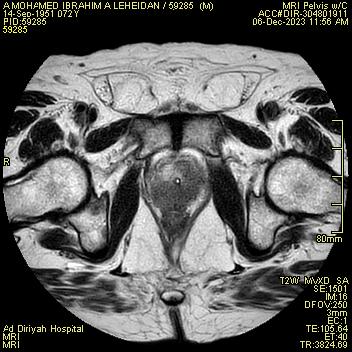 A MOHAMED IBRAHIM A LEHEIDAN / 59285 (M)
14-Sep-1951 072Y
PID:59285
59285
MRI Pelvis w/C
ACC#DIR-304801911
06-Dec-2023 11:56 AM
R
80mm
T2W_MVXD_SA
SE:1501
IM:16
DFOV:250
3mm
EC:1
TE:105.64
ET:40
TR:3824.69
Ad Diriyah Hospital
MRI
MRI